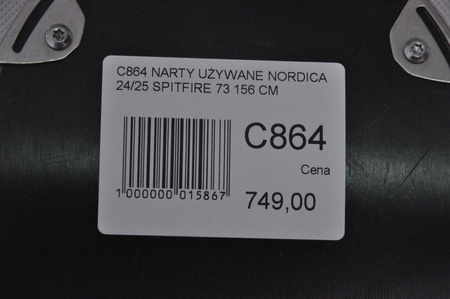 C864 NARTY UŻYWANE NORDICA
24/25 SPITFIRE 73 156 CM
C864
Cena
1 000000 015867
749,00